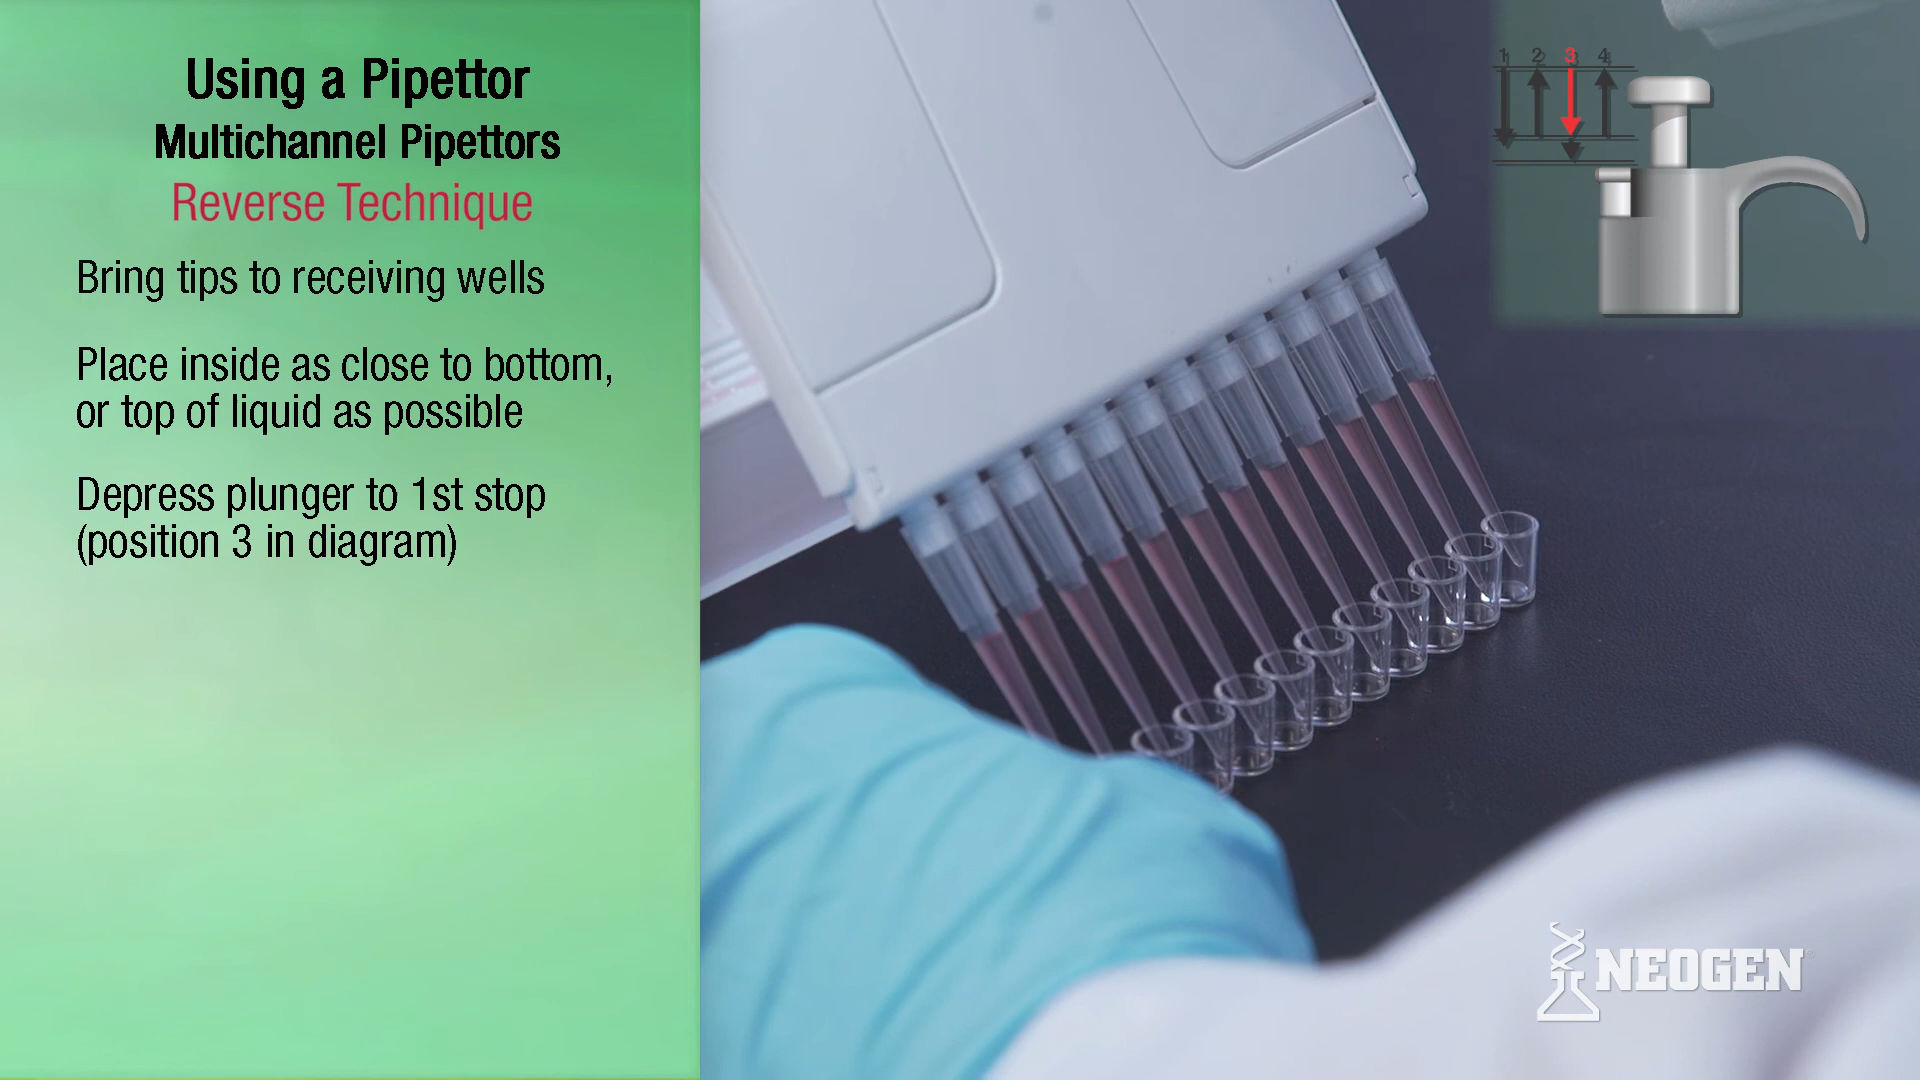 Using a Pipettor
Multichannel Pipettors
Reverse Technique
Bring tips to receiving wells
Place inside as close to bottom,
or top of liquid as possible
Depress plunger to 1st stop
(position 3 in diagram)
1 2 3 4
NEOGEN